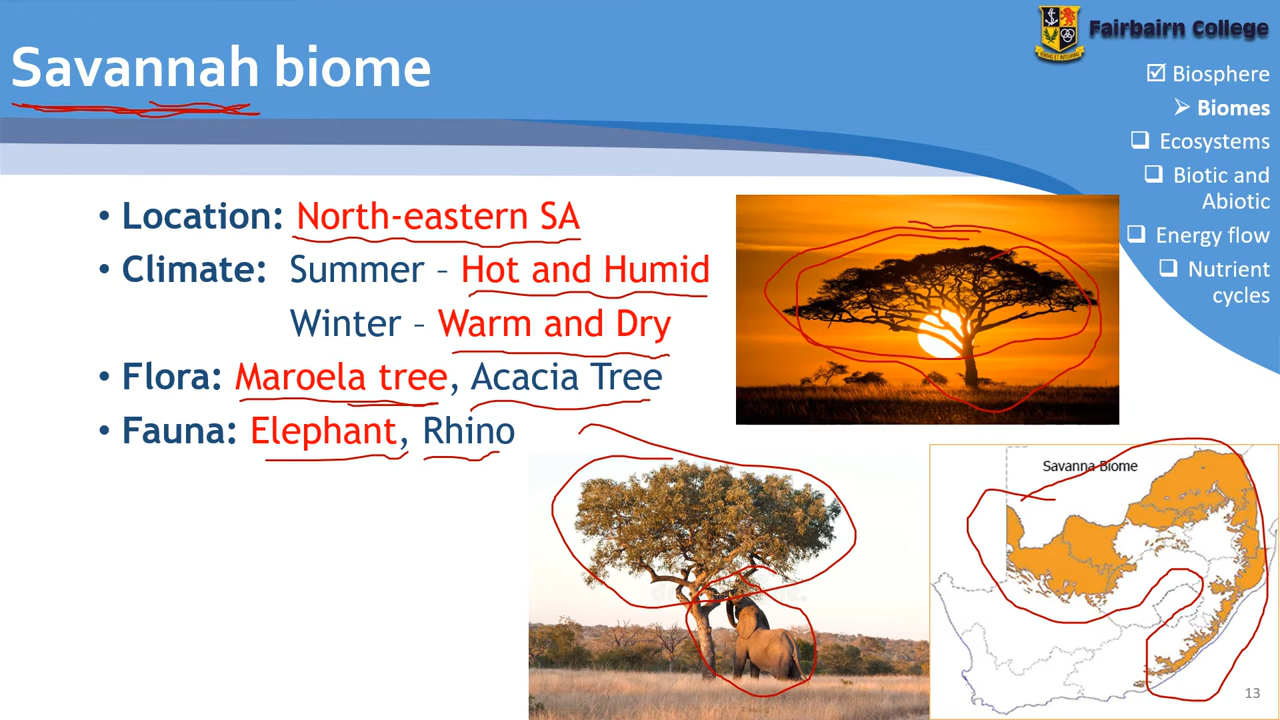 Savannah biome
Fairbairn College
Biosphere
Biomes
Ecosystems
Biotic and
Abiotic
Energy flow
Nutrient
cycles
• Location: North-eastern SA
• Climate: Summer – Hot and Humid
Winter – Warm and Dry
• Flora: Maroela tree, Acacia Tree
• Fauna: Elephant, Rhino
Savanna Biome
13